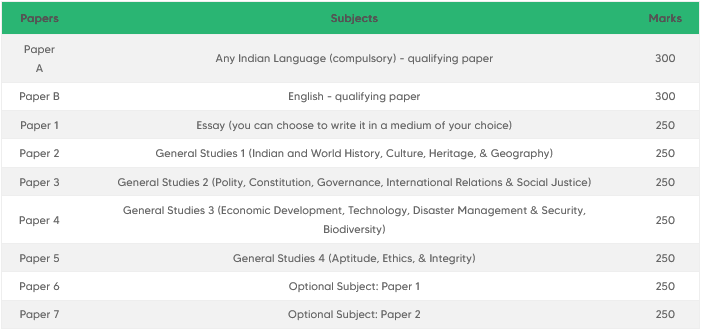 Papers Subjects Marks
Paper
A
Any Indian Language (compulsory) - qualifying paper 300
Paper B English - qualifying paper 300
Paper 1 Essay (you can choose to write it in a medium of your choice) 250
Paper 2 General Studies 1 (Indian and World History, Culture, Heritage, & Geography) 250
Paper 3 General Studies 2 (Polity, Constitution, Governance, International Relations & Social Justice) 250
Paper 4 General Studies 3 (Economic Development, Technology, Disaster Management & Security,
Biodiversity) 250
Paper 5 General Studies 4 (Aptitude, Ethics, & Integrity) 250
Paper 6 Optional Subject: Paper 1 250
Paper 7 Optional Subject: Paper 2 250